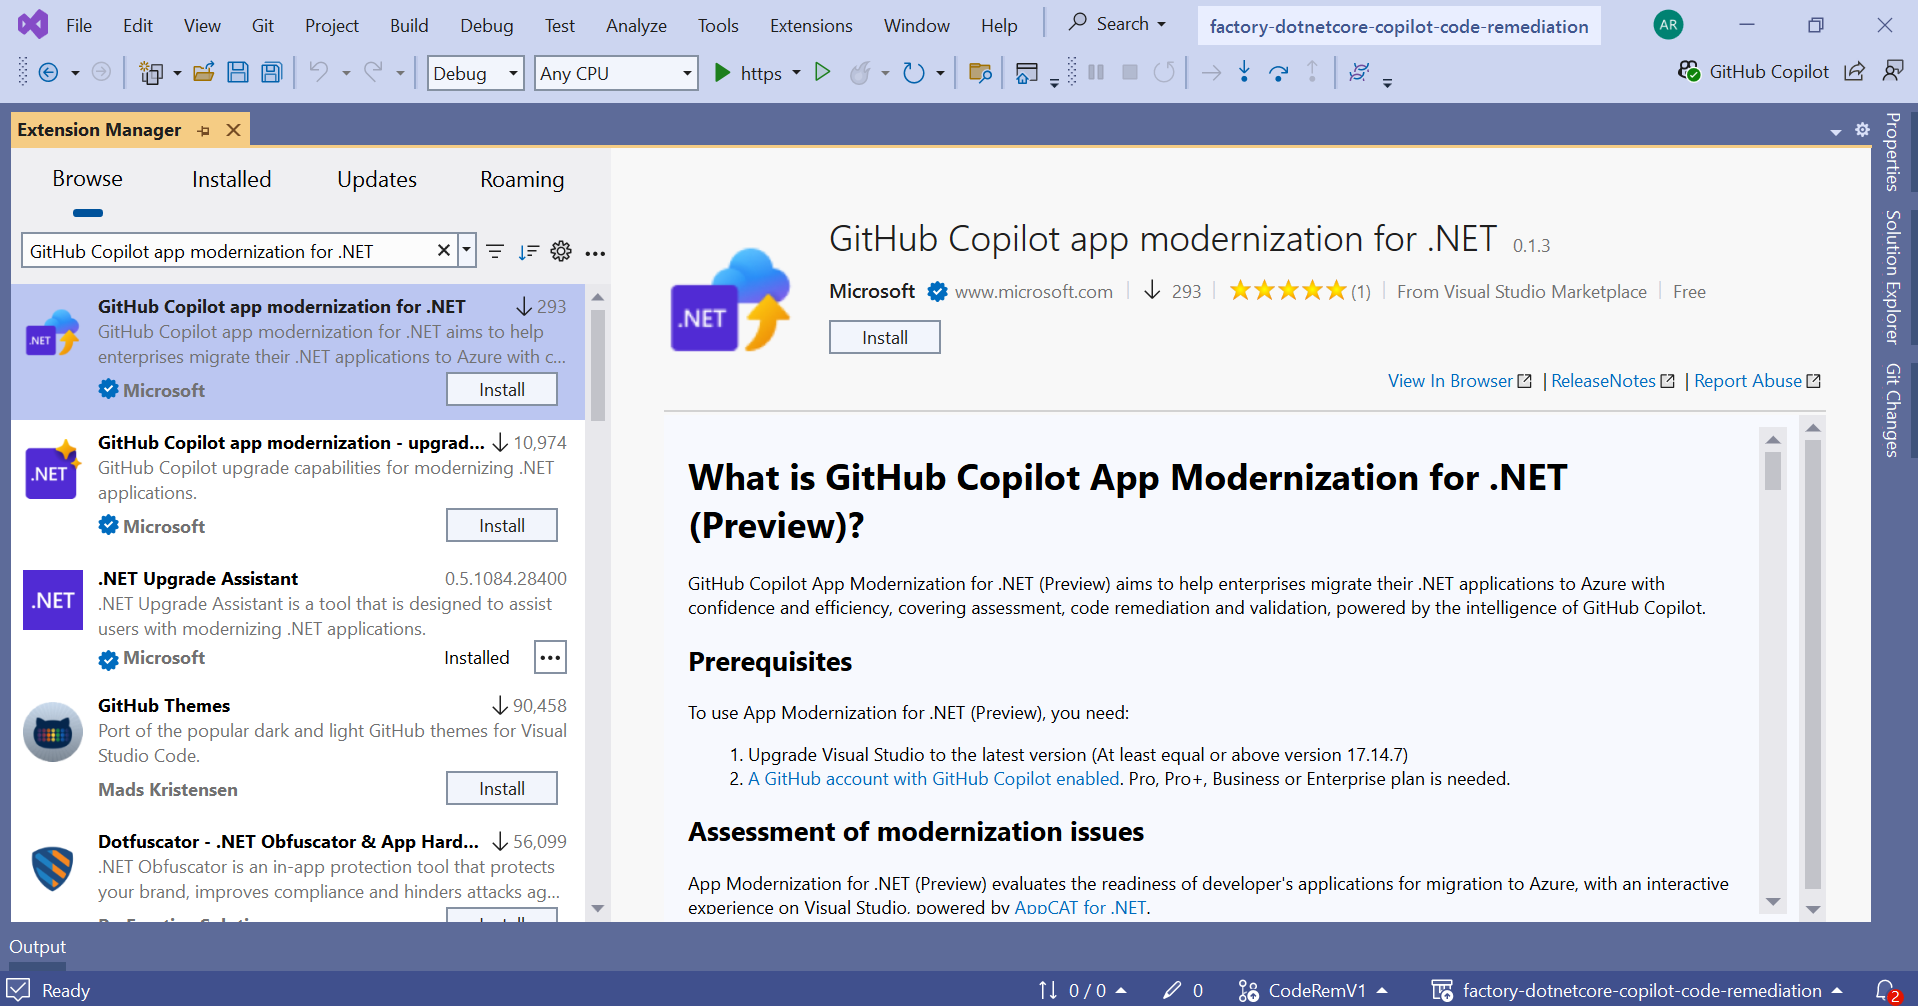 File Edit View Git Project Build Debug Test Analyze Tools Extensions Window Help Search factory-dotnetcore-copilot-code-remediation AR
Debug Any CPU https GitHub Copilot
Extension Manager
Browse Installed Updates Roaming
GitHub Copilot app modernization for .NET
.NET
GitHub Copilot app modernization for .NET 293
GitHub Copilot app modernization for .NET aims to help
enterprises migrate their .NET applications to Azure with c...
Microsoft Install
.NET
GitHub Copilot app modernization - upgrad... 10,974
GitHub Copilot upgrade capabilities for modernizing .NET
applications.
Microsoft Install
.NET
.NET Upgrade Assistant 0.5.1084.28400
.NET Upgrade Assistant is a tool that is designed to assist
users with modernizing .NET applications.
Microsoft Installed
GitHub Themes 90,458
Port of the popular dark and light GitHub themes for Visual
Studio Code.
Mads Kristensen Install
Dotfuscator - .NET Obfuscator & App Hard... 56,099
.NET Obfuscator is an in-app protection tool that protects
your brand, improves compliance and hinders attacks ag...
.NET
GitHub Copilot app modernization for .NET 0.1.3
Microsoft www.microsoft.com 293 (1) From Visual Studio Marketplace Free
Install
View In Browser | ReleaseNotes | Report Abuse
What is GitHub Copilot App Modernization for .NET
(Preview)?
GitHub Copilot App Modernization for .NET (Preview) aims to help enterprises migrate their .NET applications to Azure with
confidence and efficiency, covering assessment, code remediation and validation, powered by the intelligence of GitHub Copilot.
Prerequisites
To use App Modernization for .NET (Preview), you need:
1. Upgrade Visual Studio to the latest version (At least equal or above version 17.14.7)
2. A GitHub account with GitHub Copilot enabled. Pro, Pro+, Business or Enterprise plan is needed.
Assessment of modernization issues
App Modernization for .NET (Preview) evaluates the readiness of developer's applications for migration to Azure, with an interactive
experience on Visual Studio, powered by AppCAT for .NET.
Properties
Solution Explorer
Git Changes
Output
Ready 0 / 0 0 CodeRemV1 factory-dotnetcore-copilot-code-remediation 2